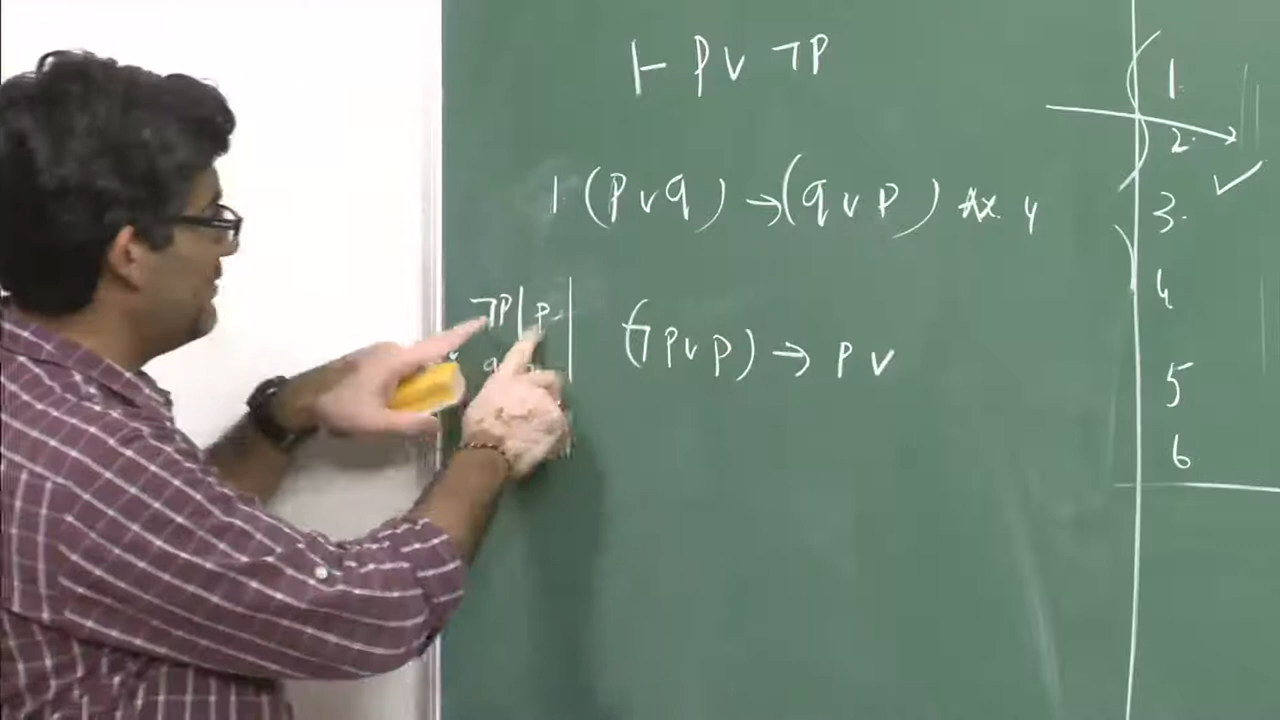 ⊢ P ∨ ¬P
1. (P ∨ q) → (q ∨ P) Ax. 4
¬P | P |
q
(¬P ∨ P) → P ∨
1.
2.
3.
4
5
6